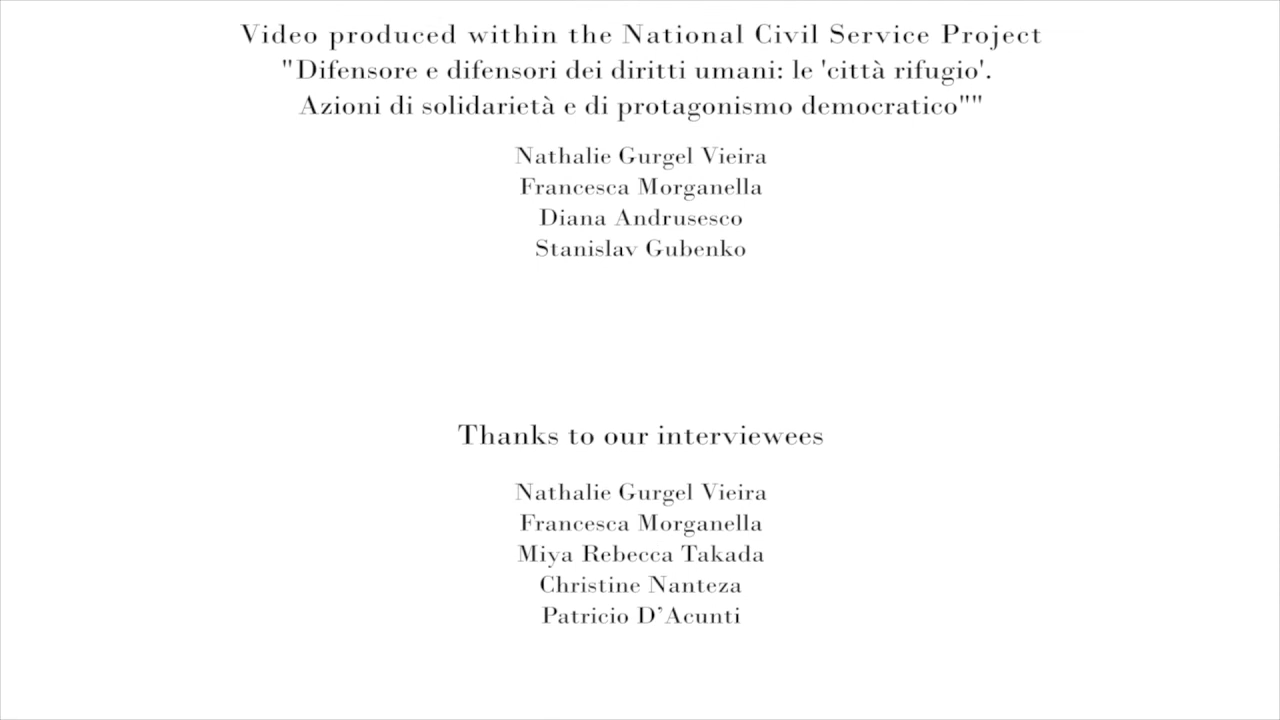 Video produced within the National Civil Service Project
"Difensore e difensori dei diritti umani: le 'città rifugio'.
Azioni di solidarietà e di protagonismo democratico""
Nathalie Gurgel Vieira
Francesca Morganella
Diana Andrusesco
Stanislav Gubenko
Thanks to our interviewees
Nathalie Gurgel Vieira
Francesca Morganella
Miya Rebecca Takada
Christine Nanteza
Patricio D’Acunti